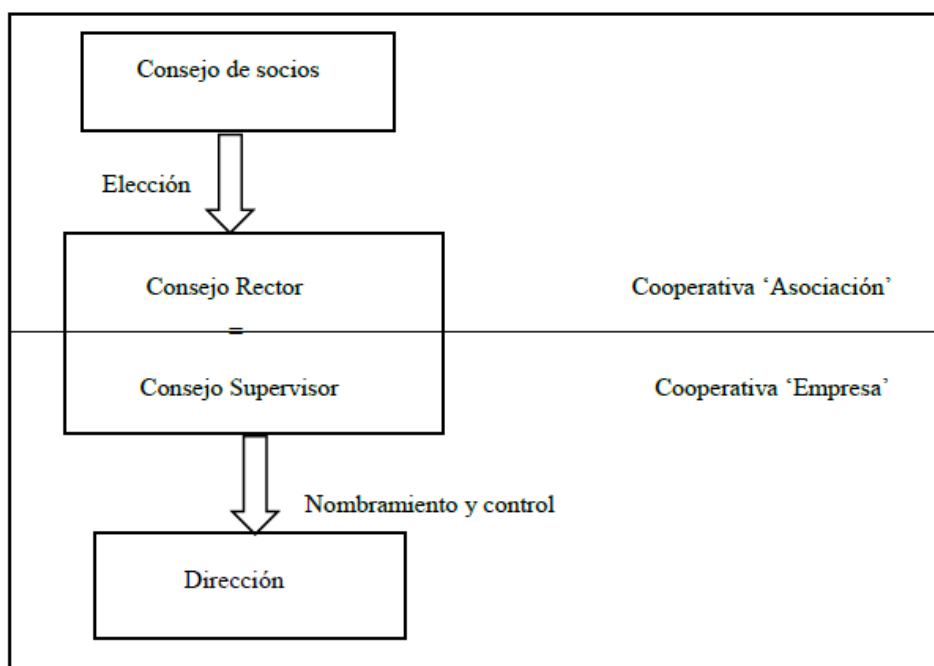 Consejo de socios
Elección
Consejo Rector
Cooperativa ‘Asociación’
=
Consejo Supervisor
Cooperativa ‘Empresa’
Nombramiento y control
Dirección